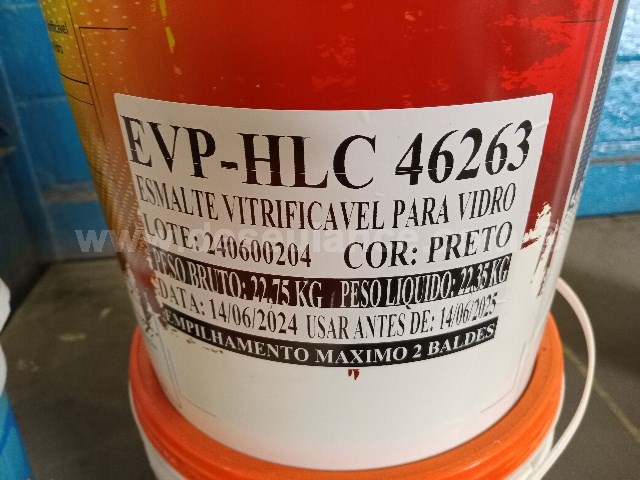 EVP-HLC 46263
ESMALTE VITRIFICAVEL PARA VIDRO
LOTE: 240600204 COR: PRETO
PESO BRUTO: 22.75 KG PESO LIQUIDO: 22.35 KG
DATA: 14/06/2024 USAR ANTES DE: 14/06/2025
EMPILHAMENTO MAXIMO 2 BALDES